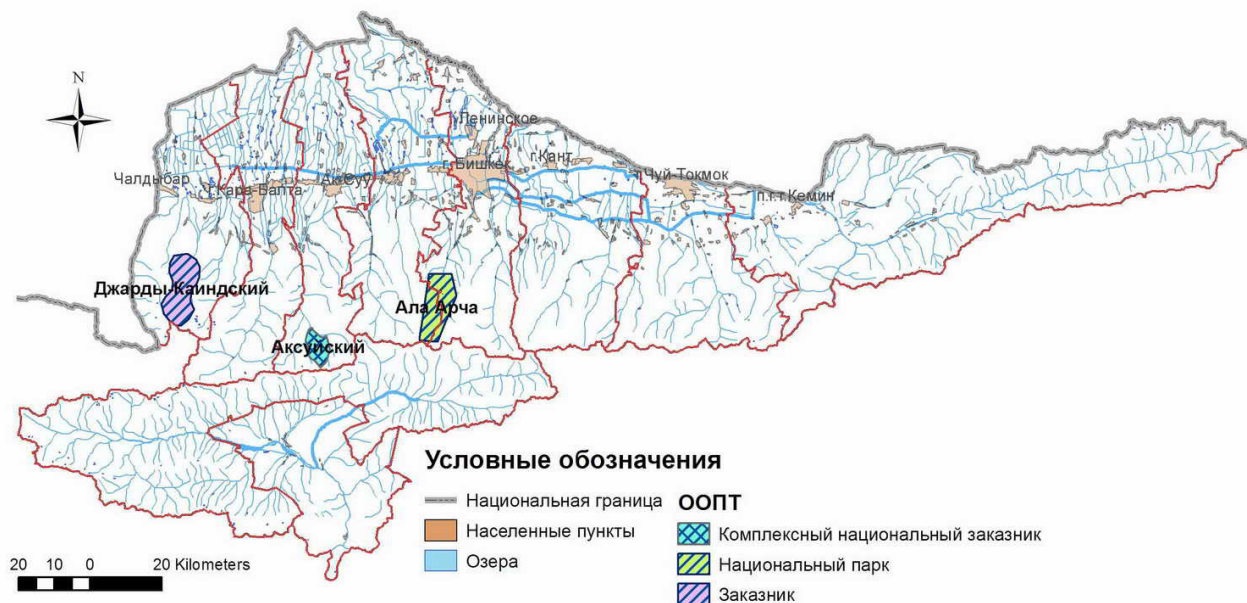 N
Ленинское
г.Кант
г. Бишкек
Чалдыбар
г.Кара-Балта
Ак-Суу
Чуй-Токмок
п.г.т.Кемин
Джарды-Каиндский
Ала Арча
Аксуйский
Условные обозначения
Национальная граница
Населенные пункты
Озера
ООПТ
Комплексный национальный заказник
Национальный парк
Заказник
20 10 0 20 Kilometers